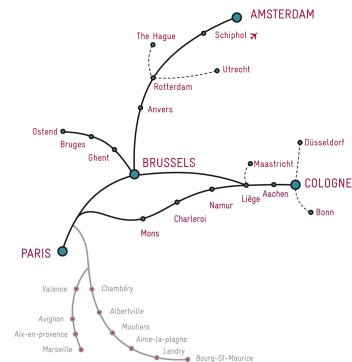 AMSTERDAM
The Hague
Schiphol
Utrecht
Rotterdam
Anvers
Ostend
Bruges
Ghent
BRUSSELS
Düsseldorf
Maastricht
COLOGNE
Aachen
Liège
Namur
Bonn
Charleroi
Mons
PARIS
Valence
Chambéry
Albertville
Avignon
Moutiers
Aix-en-provence
Aime-la-plagne
Marseille
Landry
Bourg-St-Maurice